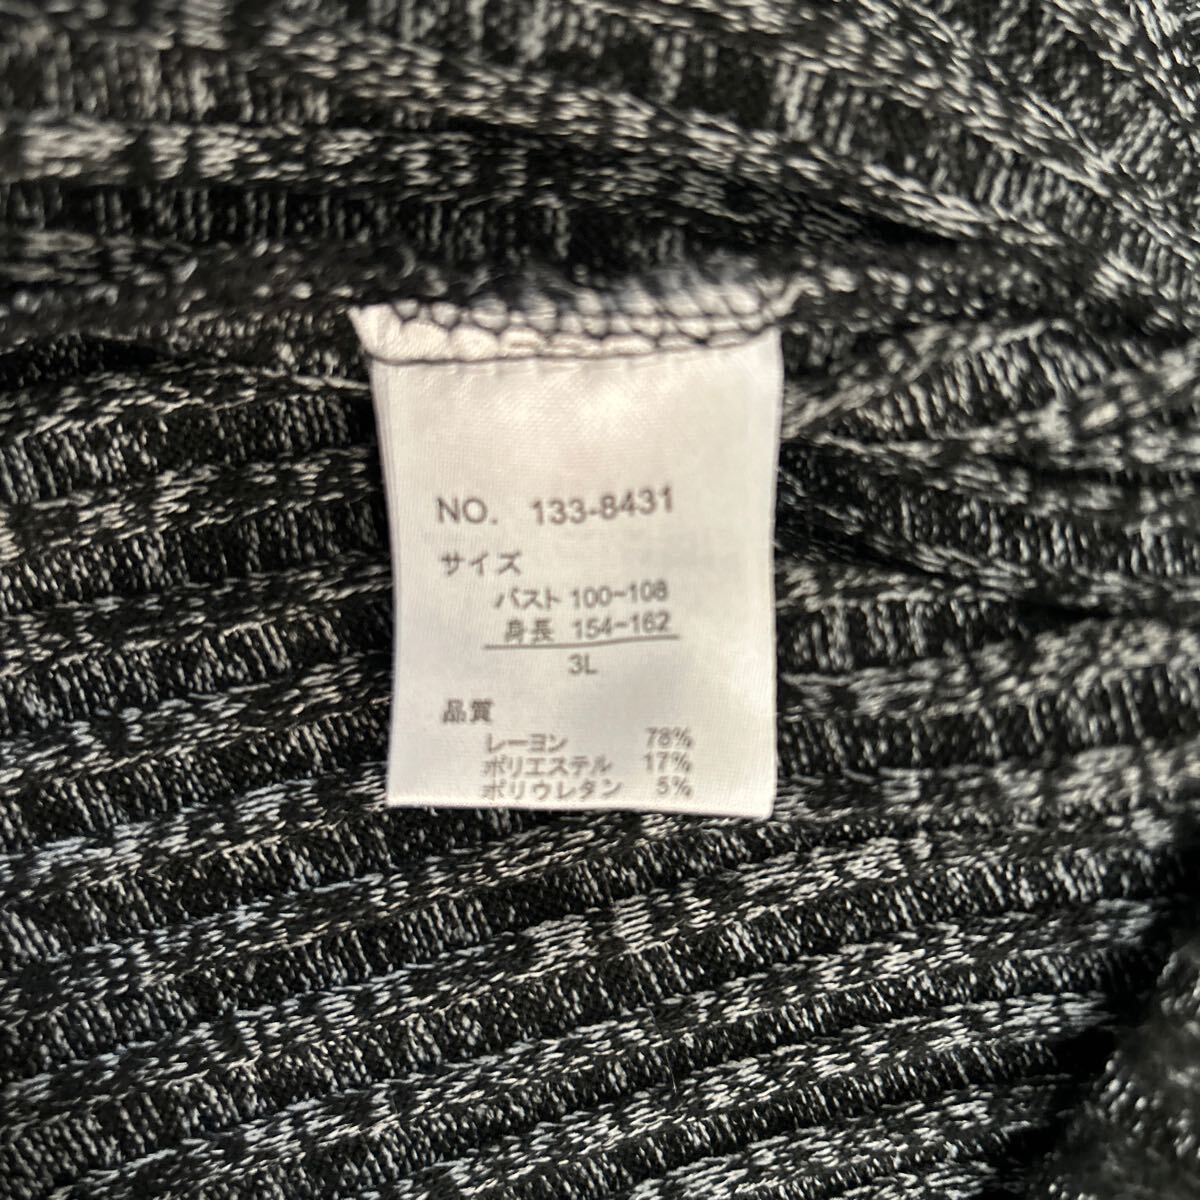 NO. 133-8431
サイズ
バスト 100~108
身長 154~162
3L
品質
レーヨン 78%
ポリエステル 17%
ポリウレタン 5%